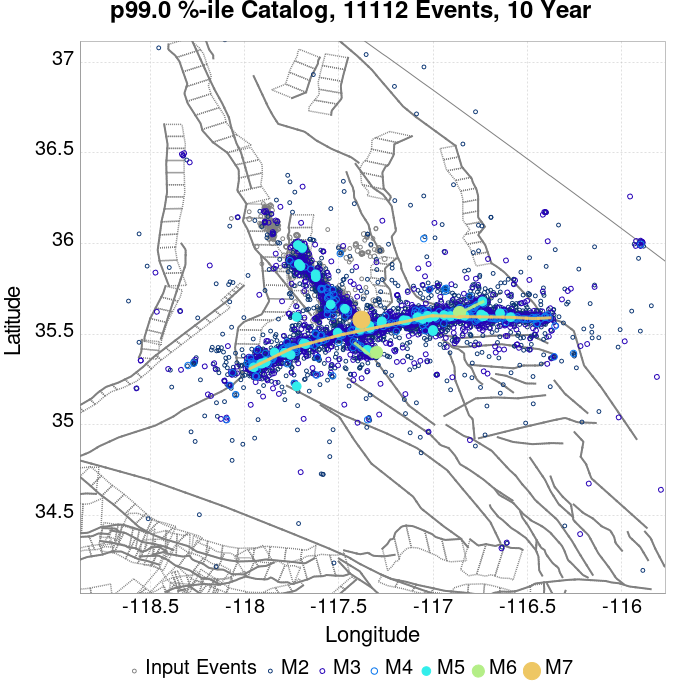 p99.0 %-ile Catalog, 11112 Events, 10 Year
37
36.5
36
35.5
35
34.5
Latitude
-118.5 -118 -117.5 -117 -116.5 -116
Longitude
Input Events M2 M3 M4 M5 M6 M7